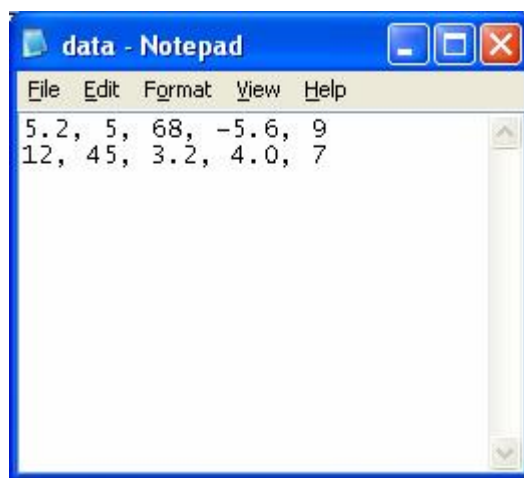 data - Notepad
File Edit Format View Help
5.2, 5, 68, -5.6, 9
12, 45, 3.2, 4.0, 7